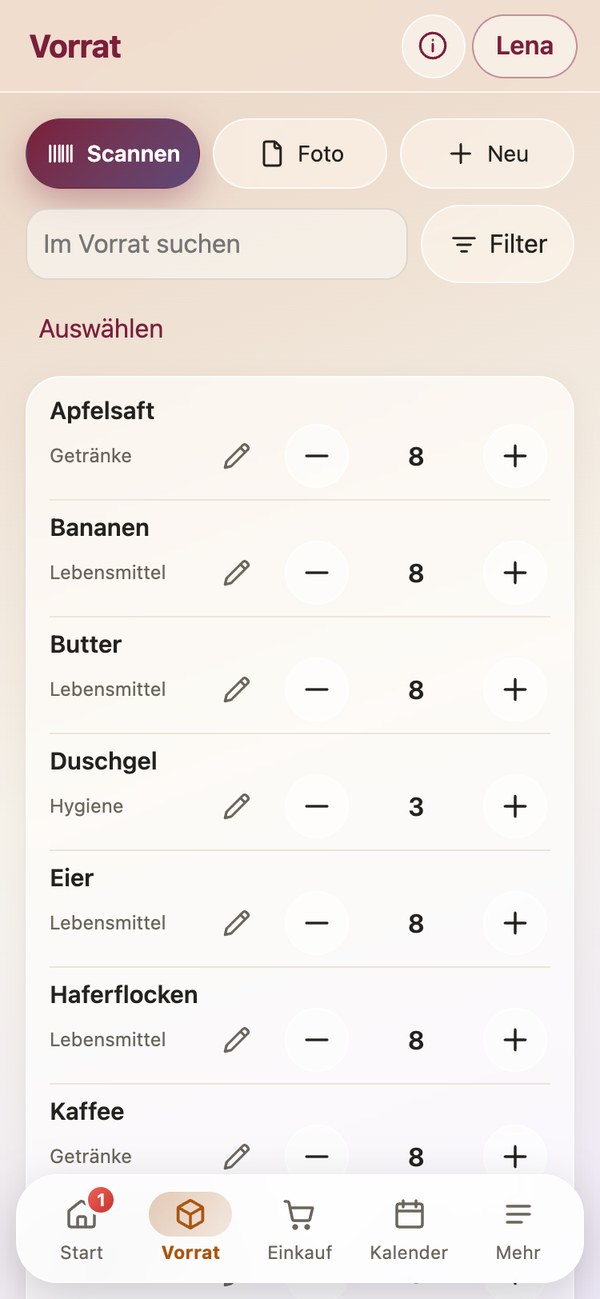 Vorrat
Lena
Scannen
Foto
Neu
Im Vorrat suchen
Filter
Auswählen
Apfelsaft
Getränke
8
Bananen
Lebensmittel
8
Butter
Lebensmittel
8
Duschgel
Hygiene
3
Eier
Lebensmittel
8
Haferflocken
Lebensmittel
8
Kaffee
Getränke
8
1
Start
Vorrat
Einkauf
Kalender
Mehr